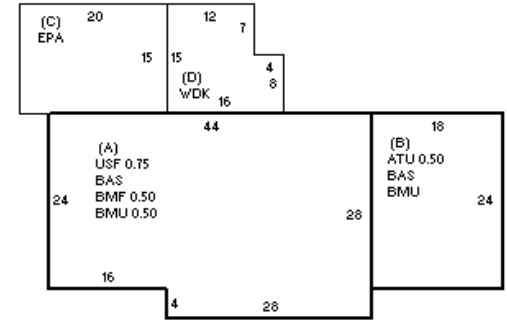 20
(C)
EPA
15
12
7
15
4
8
(D)
WDK
16
44
(A)
USF 0.75
BAS
BMF 0.50
BMU 0.50
24
28
16
4
28
18
(B)
ATU 0.50
BAS
BMU
24